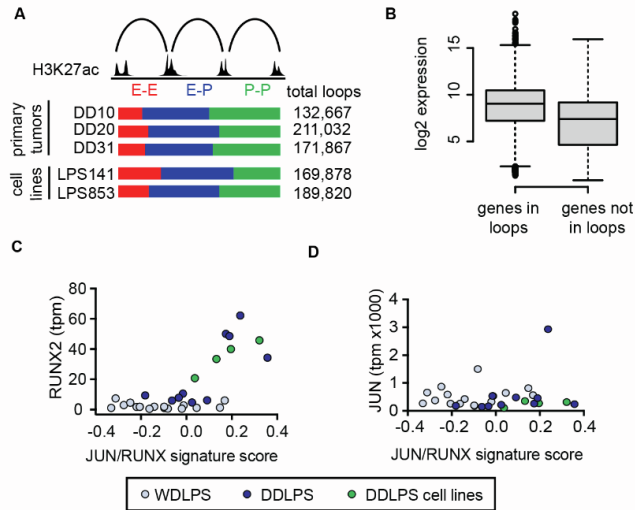 A
H3K27ac
E-E E-P P-P total loops
primary tumors
DD10 132,667
DD20 211,032
DD31 171,867
cell lines
LPS141 169,878
LPS853 189,820
B
log2 expression
15
10
5
genes in loops
genes not in loops
C
RUNX2 (tpm)
80
60
40
20
0
-0.4 -0.2 0.0 0.2 0.4
JUN/RUNX signature score
D
JUN (tpm x1000)
4
3
2
1
0
-0.4 -0.2 0.0 0.2 0.4
JUN/RUNX signature score
WDLPS DDLPS DDLPS cell lines